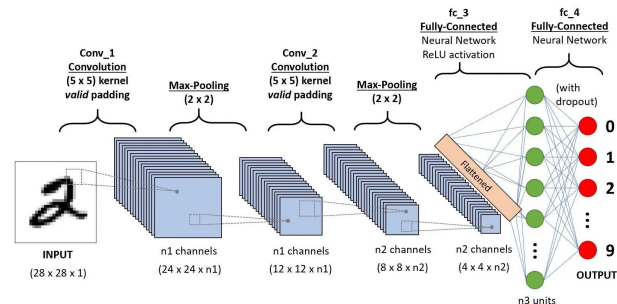 Conv_1
Convolution
(5 x 5) kernel
valid padding
Max-Pooling
(2 x 2)
Conv_2
Convolution
(5 x 5) kernel
valid padding
Max-Pooling
(2 x 2)
fc_3
Fully-Connected
Neural Network
ReLU activation
fc_4
Fully-Connected
Neural Network
(with
dropout)
Flattened
0
1
2
9
OUTPUT
INPUT
(28 x 28 x 1)
n1 channels
(24 x 24 x n1)
n1 channels
(12 x 12 x n1)
n2 channels
(8 x 8 x n2)
n2 channels
(4 x 4 x n2)
n3 units
2